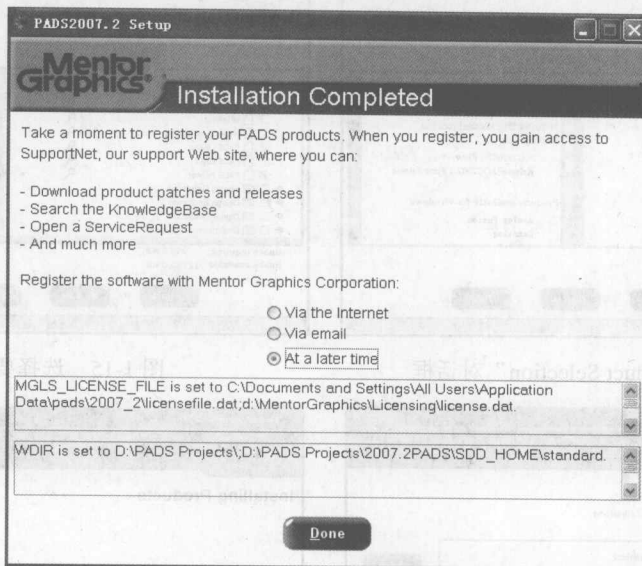 PADS2007.2 Setup
Mentor
Graphics
Installation Completed
Take a moment to register your PADS products. When you register, you gain access to
SupportNet, our support Web site, where you can:
- Download product patches and releases
- Search the KnowledgeBase
- Open a ServiceRequest
- And much more
Register the software with Mentor Graphics Corporation:
Via the Internet
Via email
At a later time
MGLS_LICENSE_FILE is set to C:\Documents and Settings\All Users\Application
Data\pads\2007_2\licensefile.dat;d:\MentorGraphics\Licensing\license.dat.
WDIR is set to D:\PADS Projects\;D:\PADS Projects\2007.2PADS\SDD_HOME\standard.
Done